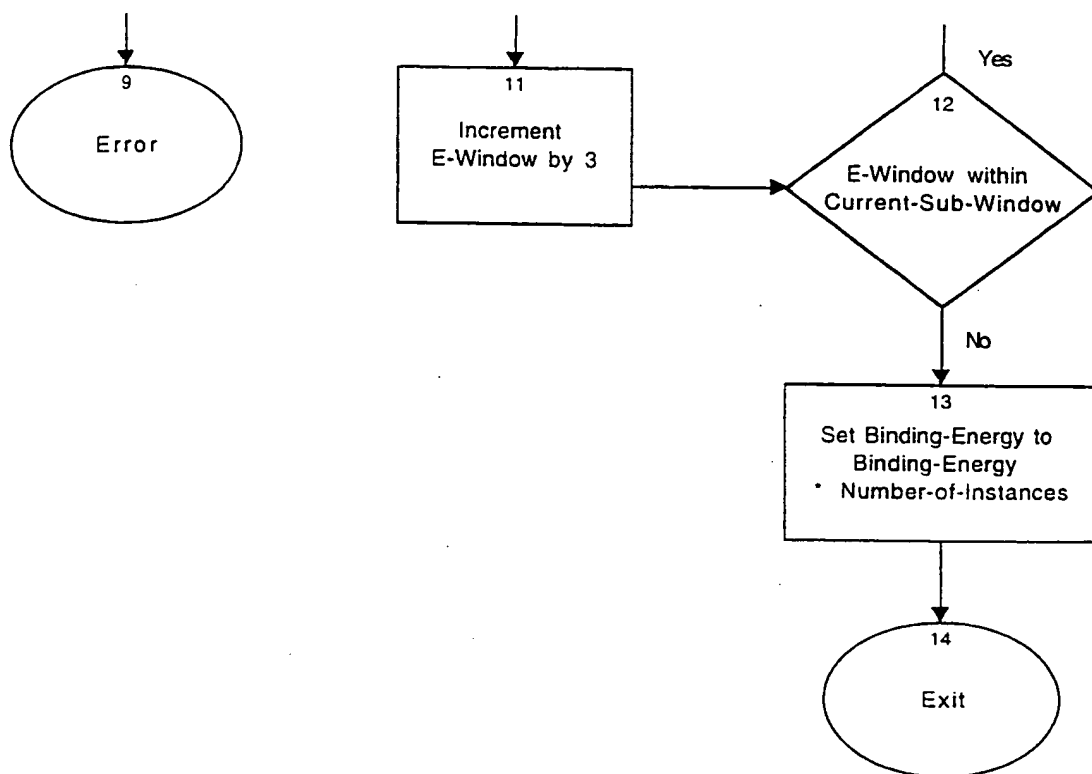 9
Error
11
Increment
E-Window by 3
Yes
12
E-Window within
Current-Sub-Window
No
13
Set Binding-Energy to
Binding-Energy
* Number-of-Instances
14
Exit